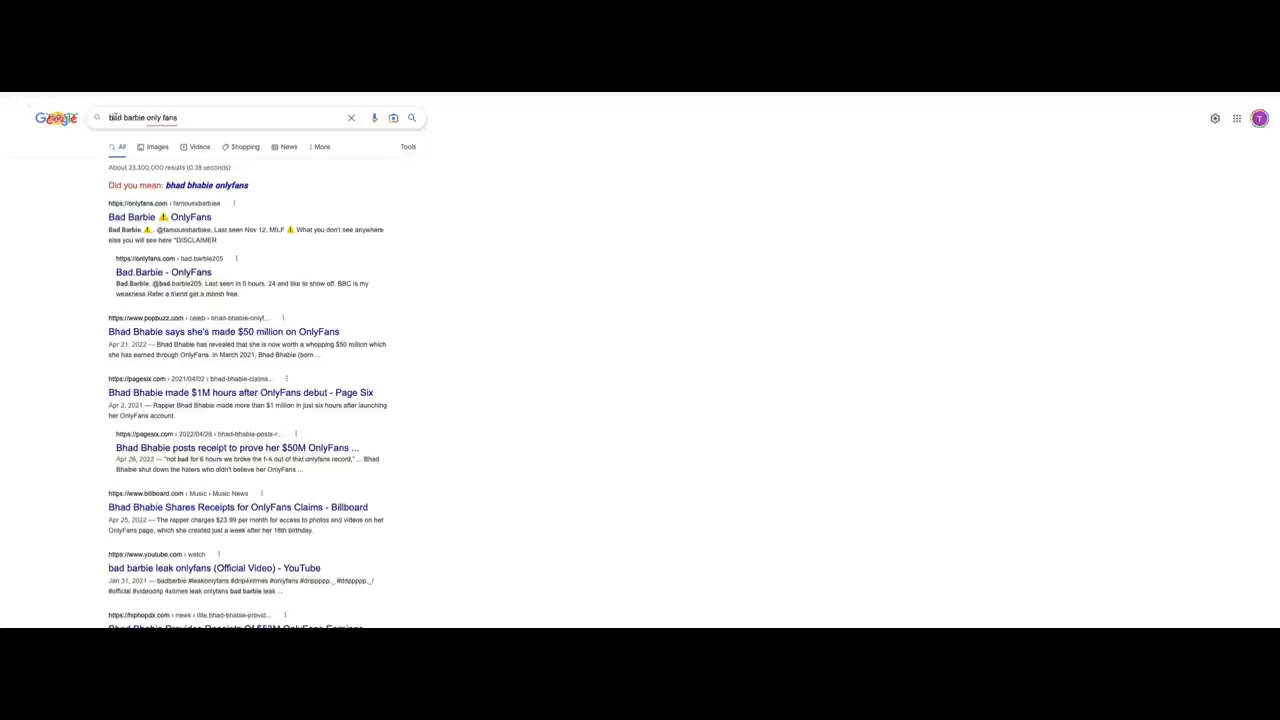 Google
bad barbie only fans
All Images Videos Shopping News More Tools
About 23,300,000 results (0.38 seconds)
Did you mean: bhad bhabie onlyfans
https://onlyfans.com › famoussbarbiee
Bad Barbie ⚠️ OnlyFans
Bad Barbie ⚠️. @famoussbarbiee. Last seen Nov 12. MILF ⚠️ What you don't see anywhere
else you will see here *DISCLAIMER
https://onlyfans.com › bad.barbie205
Bad.Barbie - OnlyFans
Bad.Barbie. @bad.barbie205. Last seen in 5 hours. 24 and like to show off. BBC is my
weakness Refer a friend get a month free.
https://www.popbuzz.com › celeb › bhad-bhabie-onlyf...
Bhad Bhabie says she's made $50 million on OnlyFans
Apr 21, 2022 — Bhad Bhabie has revealed that she is now worth a whopping $50 million which
she has earned through OnlyFans. In March 2021, Bhad Bhabie (born ...
https://pagesix.com › 2021/04/02 › bhad-bhabie-claims...
Bhad Bhabie made $1M hours after OnlyFans debut - Page Six
Apr 2, 2021 — Rapper Bhad Bhabie made more than $1 million in just six hours after launching
her OnlyFans account.
https://pagesix.com › 2022/04/26 › bhad-bhabie-posts-r...
Bhad Bhabie posts receipt to prove her $50M OnlyFans ...
Apr 26, 2022 — "not bad for 6 hours we broke the f–k out of that onlyfans record," ... Bhad
Bhabie shut down the haters who didn't believe her OnlyFans ...
https://www.billboard.com › Music › Music News
Bhad Bhabie Shares Receipts for OnlyFans Claims - Billboard
Apr 26, 2022 — The rapper charges $23.99 per month for access to photos and videos on her
OnlyFans page, which she created just a week after her 18th birthday.
https://www.youtube.com › watch
bad barbie leak onlyfans (Official Video) - YouTube
Jan 31, 2021 — badbarbie #leakonlyfans #drip4xtimes #onlyfans #drippppp._ #drippppp._/
#official #videodrip 4xtimes leak onlyfans bad barbie leak ...
https://hiphopdx.com › news › life.bhad-bhabie-provid...
Bhad Bhabie Provides Receipts Of $53M OnlyFans Earnings
T